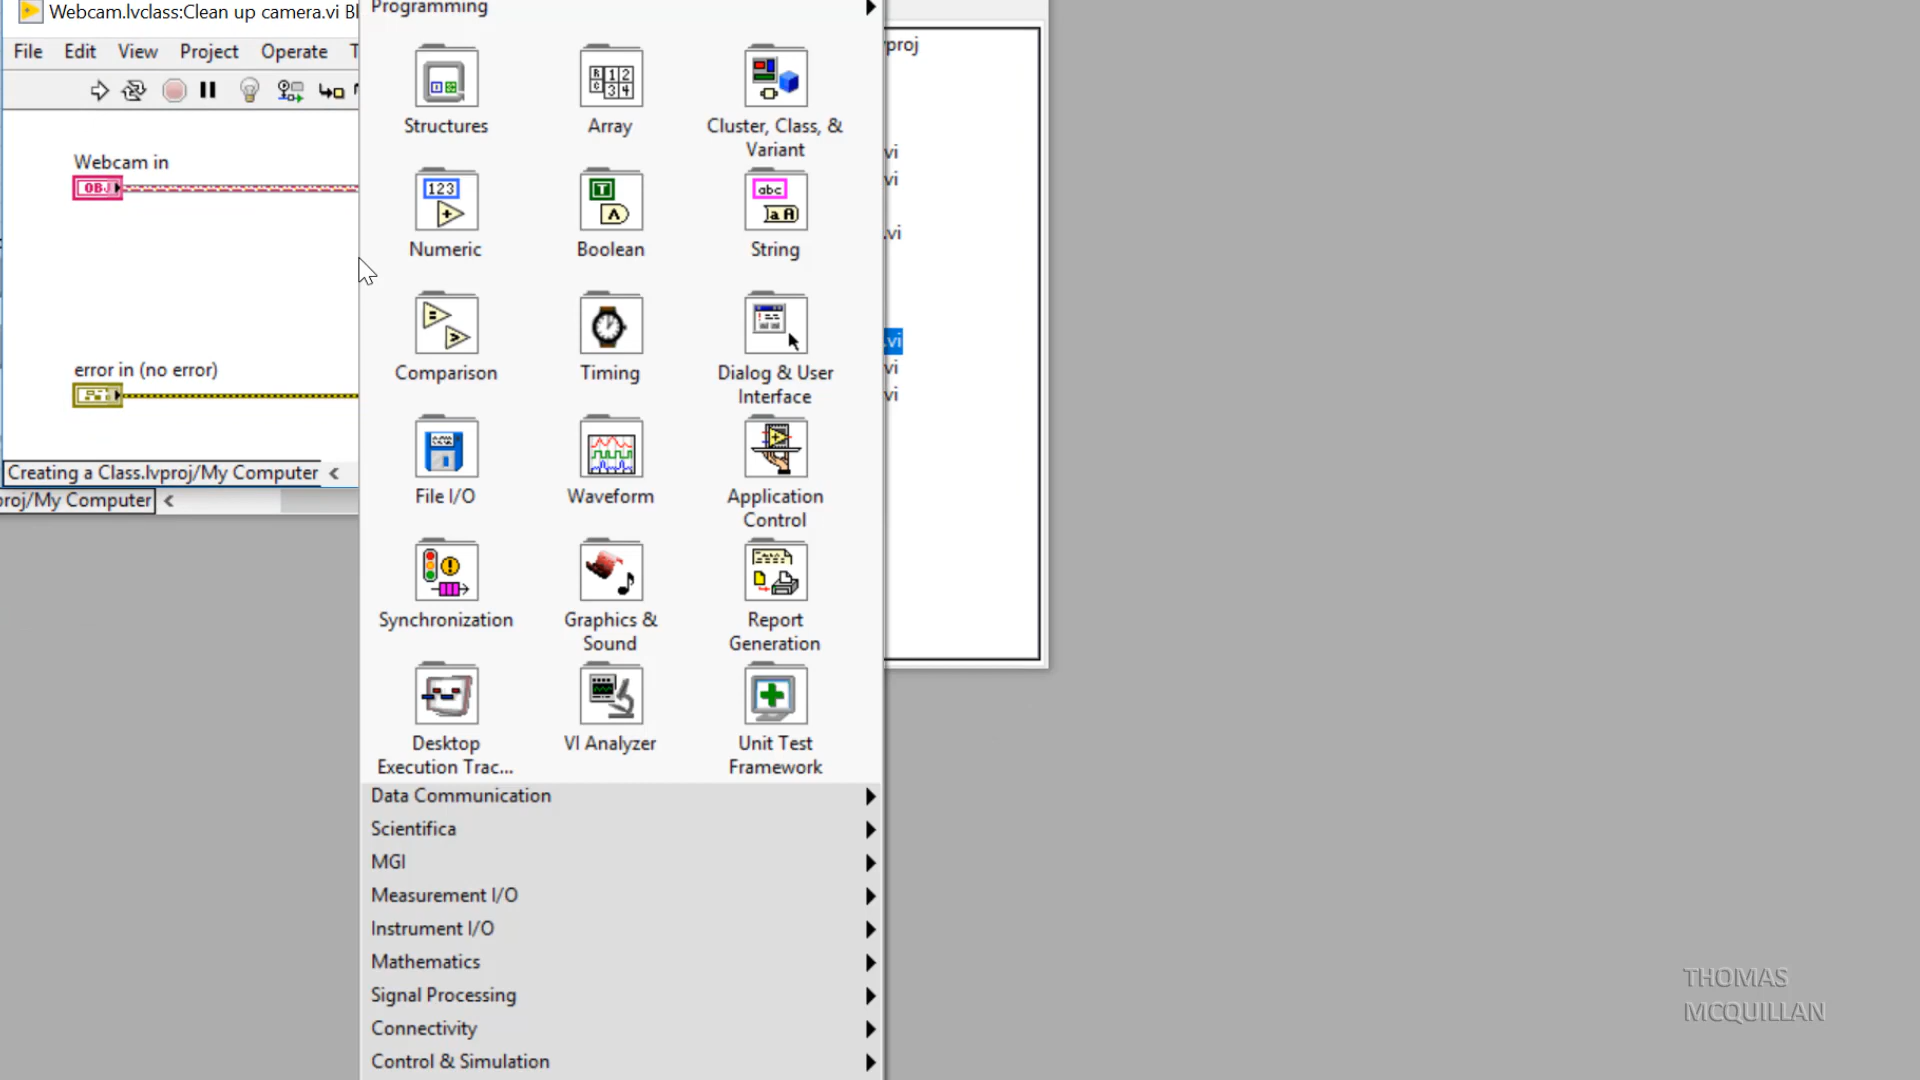 Webcam.lvclass:Clean up camera.vi Bl
File Edit View Project Operate T
Webcam in
OBJ
error in (no error)
Creating a Class.lvproj/My Computer <
proj/My Computer <
Programming
Structures
Array
Cluster, Class, &
Variant
123
Numeric
Boolean
abc
String
Comparison
Timing
Dialog & User
Interface
File I/O
Waveform
Application
Control
Synchronization
Graphics &
Sound
Report
Generation
Desktop
Execution Trac...
VI Analyzer
Unit Test
Framework
Data Communication
Scientifica
MGI
Measurement I/O
Instrument I/O
Mathematics
Signal Processing
Connectivity
Control & Simulation
proj
vi
vi
.vi
.vi
vi
vi
THOMAS
MCQUILLAN